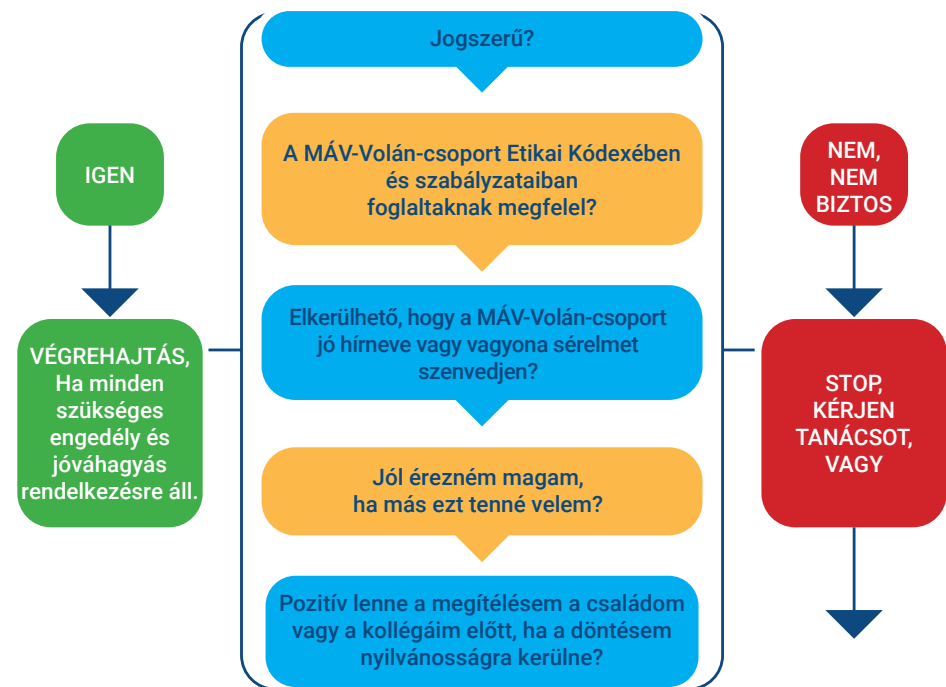 Jogszerű?
A MÁV-Volán-csoport Etikai Kódexében
és szabályzataiban
foglaltaknak megfelel?
IGEN
NEM,
NEM
BIZTOS
Elkerülhető, hogy a MÁV-Volán-csoport
jó hírneve vagy vagyona sérelmet
szenvedjen?
VÉGREHAJTÁS,
Ha minden
szükséges
engedély és
jóváhagyás
rendelkezésre áll.
STOP,
KÉRJEN
TANÁCSOT,
VAGY
Jól érezném magam,
ha más ezt tenné velem?
Pozitív lenne a megítélésem a családom
vagy a kollégáim előtt, ha a döntésem
nyilvánosságra kerülne?